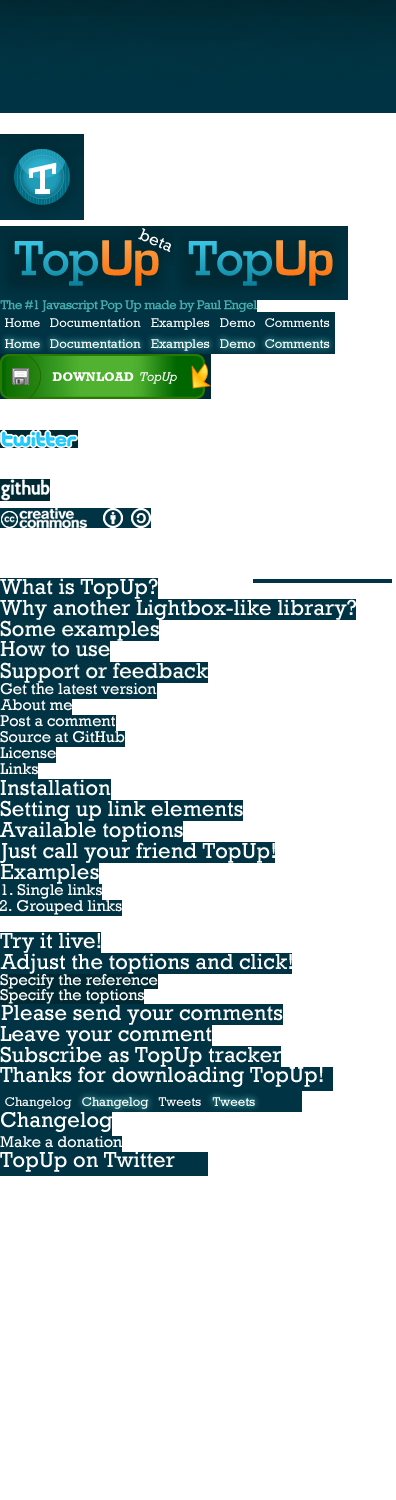 T
TopUp beta TopUp
The #1 Javascript Pop Up made by Paul Engel
Home Documentation Examples Demo Comments
Home Documentation Examples Demo Comments
DOWNLOAD TopUp
twitter
github
cc creative commons
What is TopUp?
Why another Lightbox-like library?
Some examples
How to use
Support or feedback
Get the latest version
About me
Post a comment
Source at GitHub
License
Links
Installation
Setting up link elements
Available toptions
Just call your friend TopUp!
Examples
1. Single links
2. Grouped links
Try it live!
Adjust the toptions and click!
Specify the reference
Specify the toptions
Please send your comments
Leave your comment
Subscribe as TopUp tracker
Thanks for downloading TopUp!
Changelog Changelog Tweets Tweets
Changelog
Make a donation
TopUp on Twitter